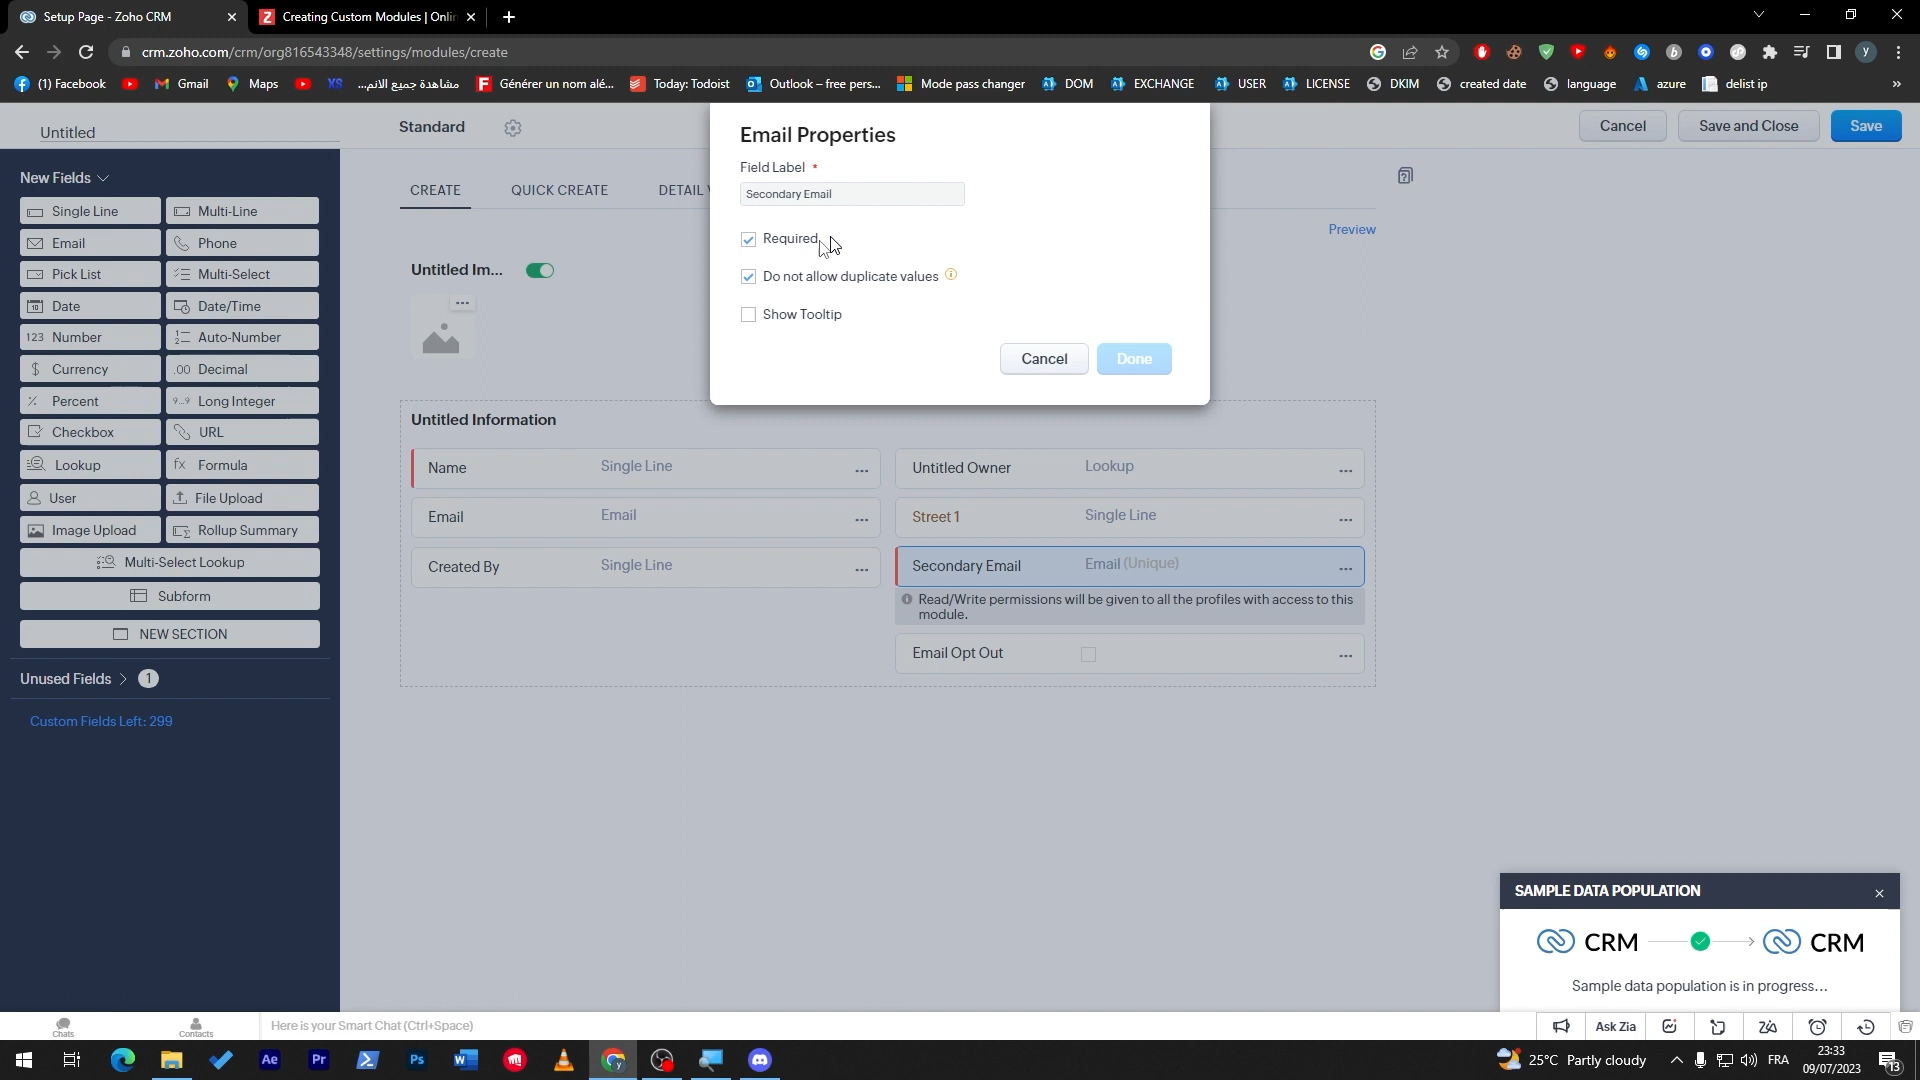 Setup Page - Zoho CRM
Creating Custom Modules | Onlin
crm.zoho.com/crm/org816543348/settings/modules/create
(1) Facebook
Gmail
Maps
XS
مشاهدة جميع الانم...
Générer un nom alé...
Today: Todoist
Outlook – free pers...
Mode pass changer
DOM
EXCHANGE
USER
LICENSE
DKIM
created date
language
azure
delist ip
»
Untitled
Standard
Cancel
Save and Close
Save
New Fields
Single Line
Multi-Line
Email
Phone
Pick List
Multi-Select
Date
Date/Time
123 Number
Auto-Number
$ Currency
.00 Decimal
% Percent
9...9 Long Integer
Checkbox
URL
Lookup
fx Formula
User
File Upload
Image Upload
Rollup Summary
Multi-Select Lookup
Subform
NEW SECTION
Unused Fields > 1
Custom Fields Left: 299
CREATE
QUICK CREATE
DETAIL V
Preview
Untitled Im...
Email Properties
Field Label *
Secondary Email
Required
Do not allow duplicate values
Show Tooltip
Cancel
Done
Untitled Information
Name Single Line ...
Untitled Owner Lookup ...
Email Email ...
Street 1 Single Line ...
Created By Single Line ...
Secondary Email Email (Unique) ...
Read/Write permissions will be given to all the profiles with access to this
module.
Email Opt Out ...
SAMPLE DATA POPULATION
CRM
CRM
Sample data population is in progress...
Chats
Contacts
Here is your Smart Chat (Ctrl+Space)
Ask Zia
Ae
Pr
Ps
25°C Partly cloudy
FRA
23:33
09/07/2023
13